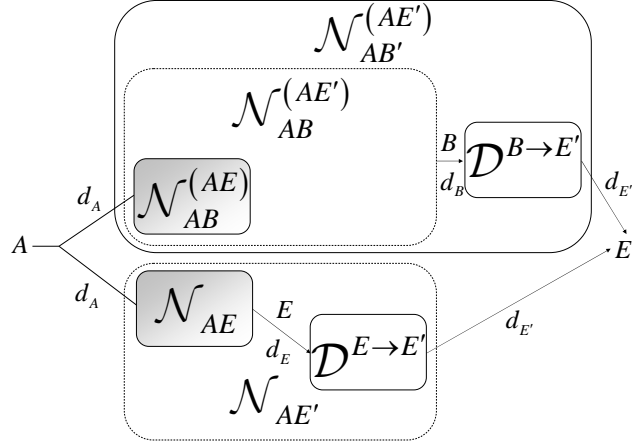 𝒩_{AB'}^{(AE')}
𝒩_{AB}^{(AE')}
B
d_B
𝒟^{B→E'}
d_A
𝒩_{AB}^{(AE)}
d_{E'}
A
E
d_A
𝒩_{AE}
E
d_E
𝒟^{E→E'}
d_{E'}
𝒩_{AE'}